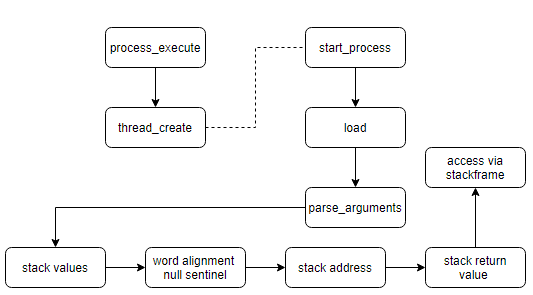 process_execute
start_process
thread_create
load
access via
stackframe
parse_arguments
stack values
word alignment
null sentinel
stack address
stack return
value